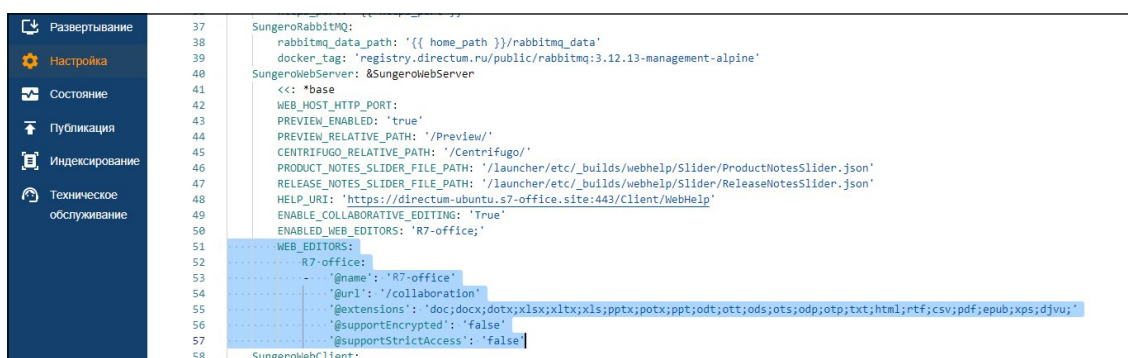 Развертывание
Настройка
Состояние
Публикация
Индексирование
Техническое
обслуживание
37 SungeroRabbitMQ:
38 rabbitmq_data_path: '{{ home_path }}/rabbitmq_data'
39 docker_tag: 'registry.directum.ru/public/rabbitmq:3.12.13-management-alpine'
40 SungeroWebServer: &SungeroWebServer
41 <<: *base
42 WEB_HOST_HTTP_PORT:
43 PREVIEW_ENABLED: 'true'
44 PREVIEW_RELATIVE_PATH: '/Preview/'
45 CENTRIFUGO_RELATIVE_PATH: '/Centrifugo/'
46 PRODUCT_NOTES_SLIDER_FILE_PATH: '/launcher/etc/_builds/webhelp/Slider/ProductNotesSlider.json'
47 RELEASE_NOTES_SLIDER_FILE_PATH: '/launcher/etc/_builds/webhelp/Slider/ReleaseNotesSlider.json'
48 HELP_URI: 'https://directum-ubuntu.s7-office.site:443/Client/WebHelp'
49 ENABLE_COLLABORATIVE_EDITING: 'True'
50 ENABLED_WEB_EDITORS: 'R7-office;'
51 WEB_EDITORS:
52 R7-office:
53 - '@name': 'R7-office'
54 '@url': '/collaboration'
55 '@extensions': 'doc;docx;dotx;xlsx;xltx;xls;pptx;potx;ppt;odt;ott;ods;ots;odp;otp;txt;html;rtf;csv;pdf;epub;xps;djvu;'
56 '@supportEncrypted': 'false'
57 '@supportStrictAccess': 'false'
58 SungeroWebClient: